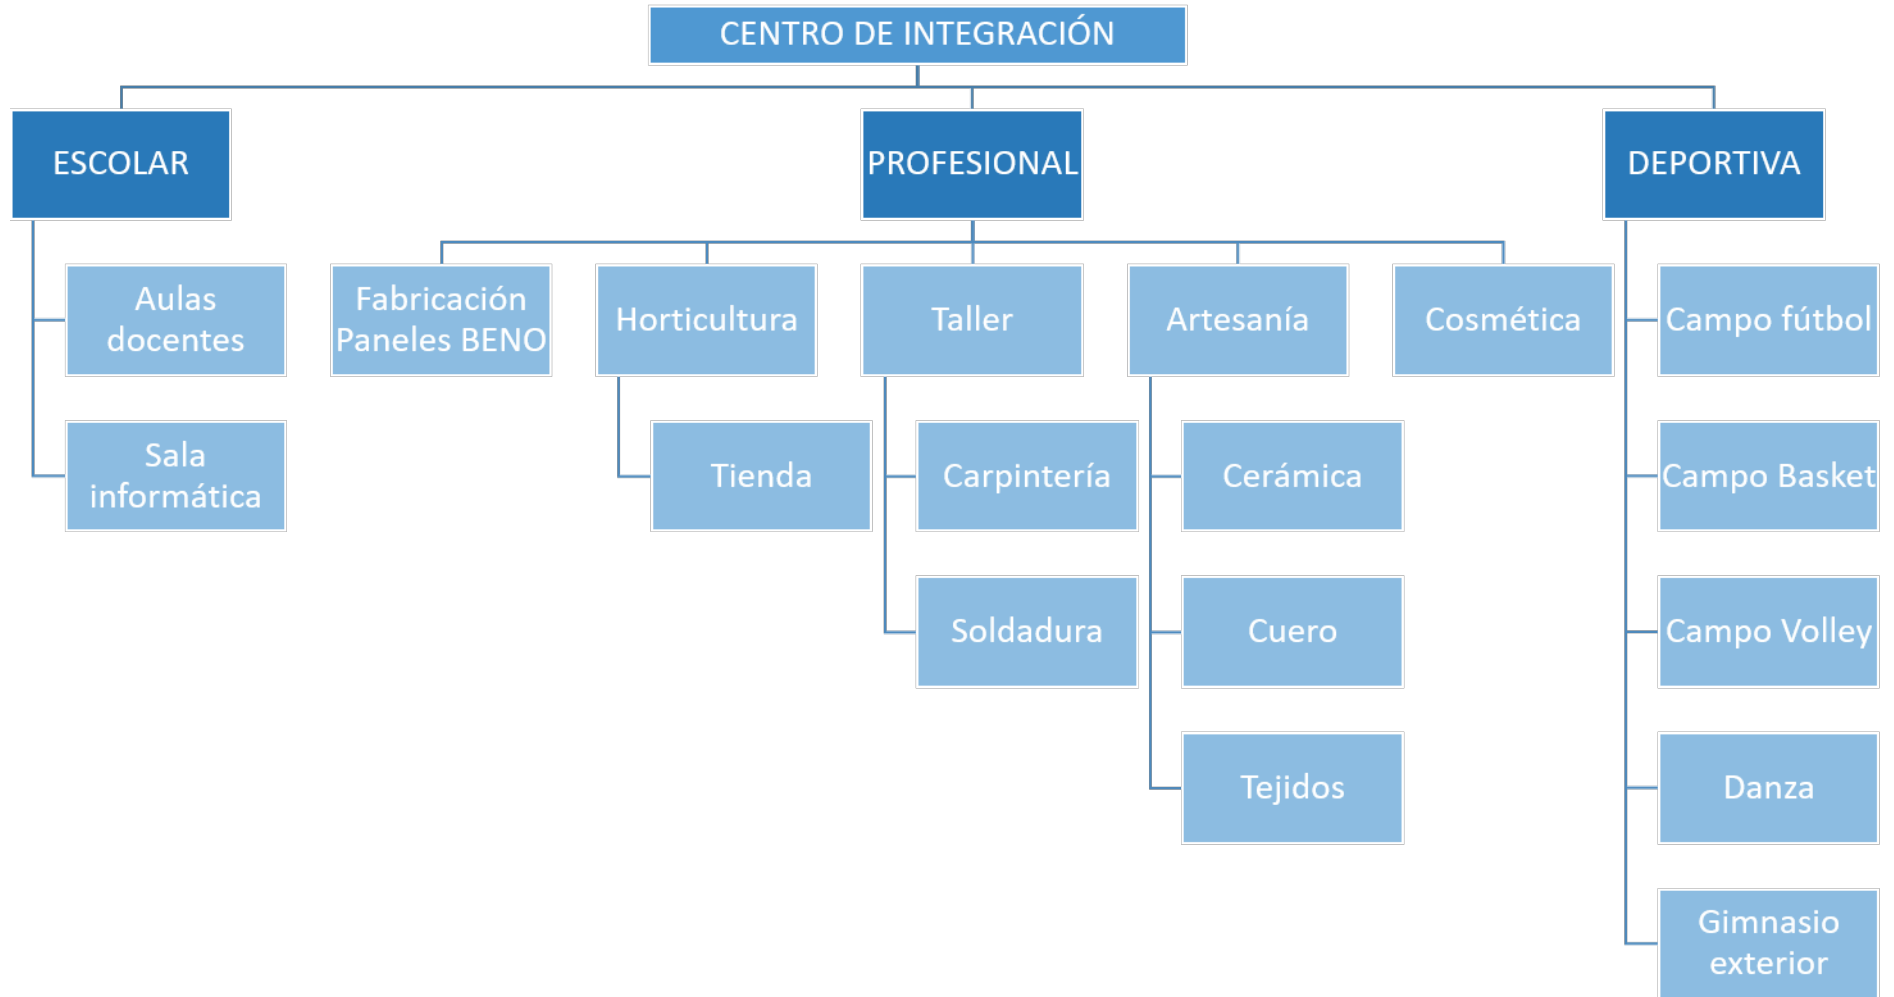 CENTRO DE INTEGRACIÓN
ESCOLAR
PROFESIONAL
DEPORTIVA
Aulas
docentes
Fabricación
Paneles BENO
Horticultura
Taller
Artesanía
Cosmética
Campo fútbol
Sala
informática
Tienda
Carpintería
Cerámica
Campo Basket
Soldadura
Cuero
Campo Volley
Tejidos
Danza
Gimnasio
exterior